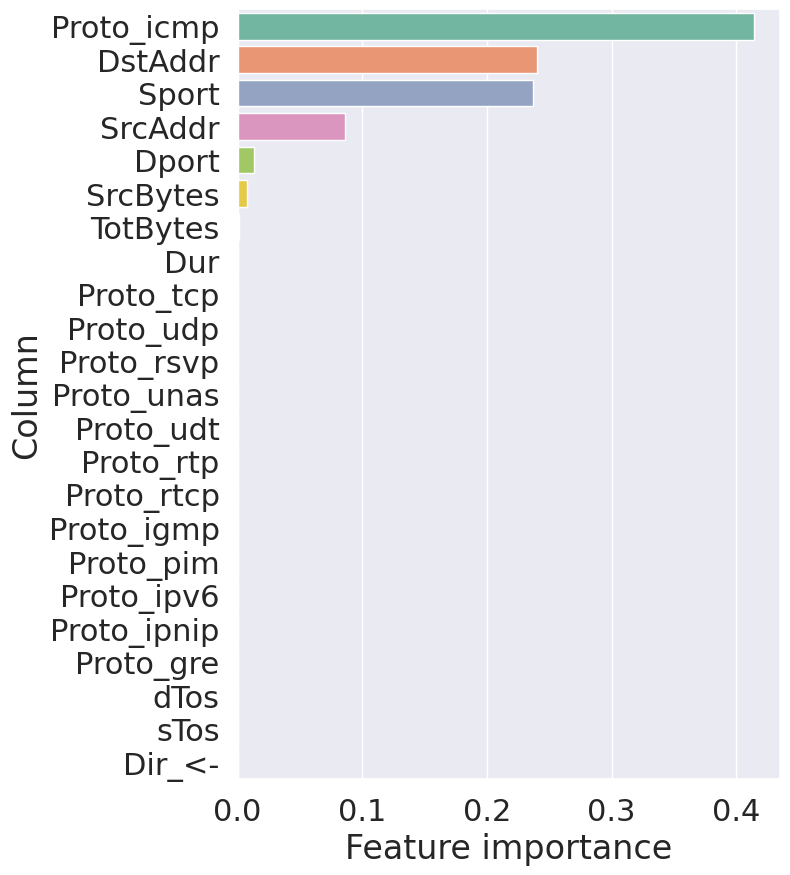 Proto_icmp
DstAddr
Sport
SrcAddr
Dport
SrcBytes
TotBytes
Dur
Proto_tcp
Proto_udp
Proto_rsvp
Proto_unas
Proto_udt
Proto_rtp
Proto_rtcp
Proto_igmp
Proto_pim
Proto_ipv6
Proto_ipnip
Proto_gre
dTos
sTos
Dir_<-
Column
0.0 0.1 0.2 0.3 0.4
Feature importance